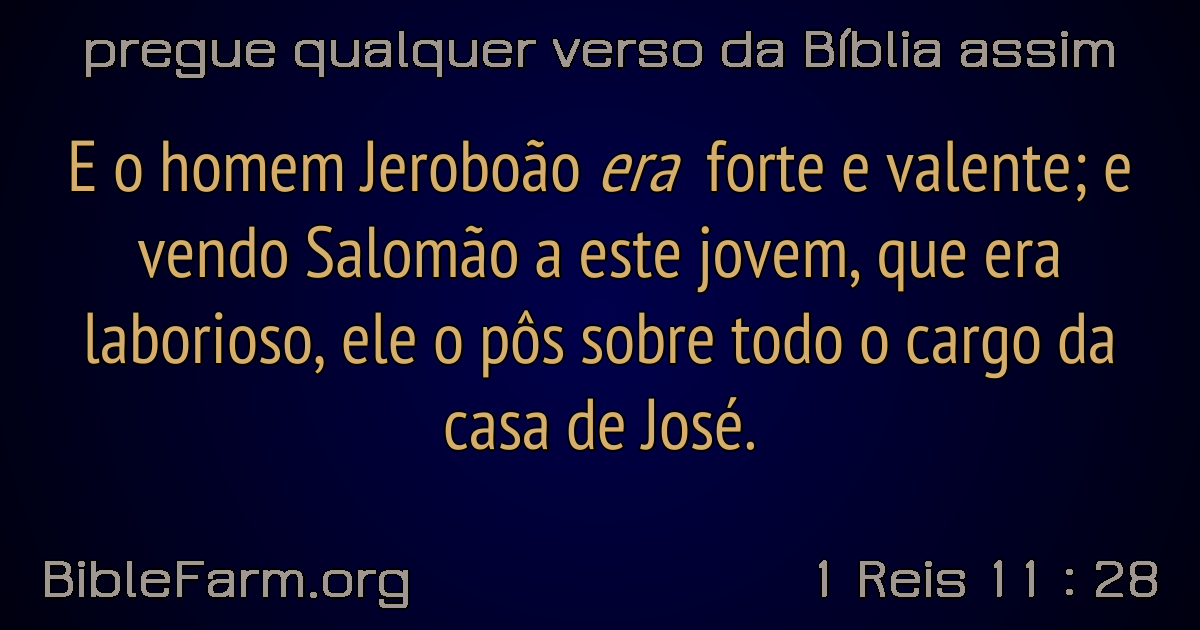 pregue qualquer verso da Bíblia assim
E o homem Jeroboão era forte e valente; e
vendo Salomão a este jovem, que era
laborioso, ele o pôs sobre todo o cargo da
casa de José.
BibleFarm.org
1 Reis 11 : 28